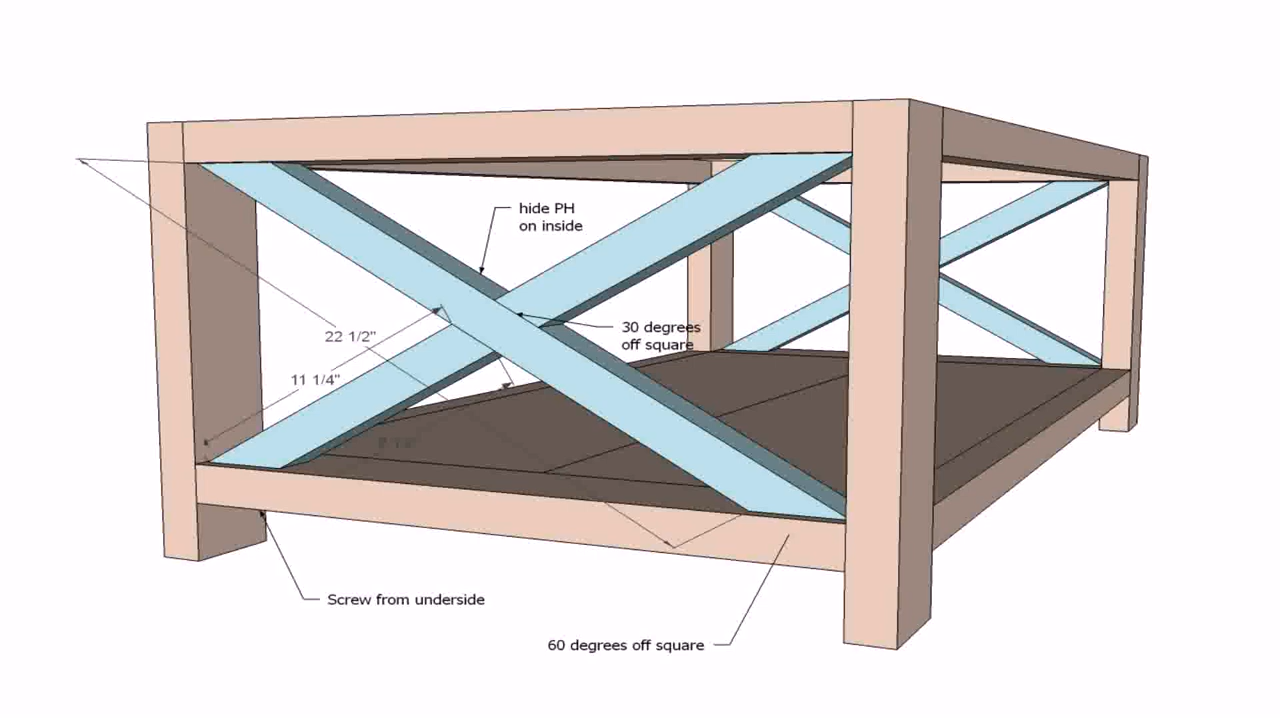 hide PH
on inside
22 1/2"
30 degrees
off square
11 1/4"
Screw from underside
60 degrees off square